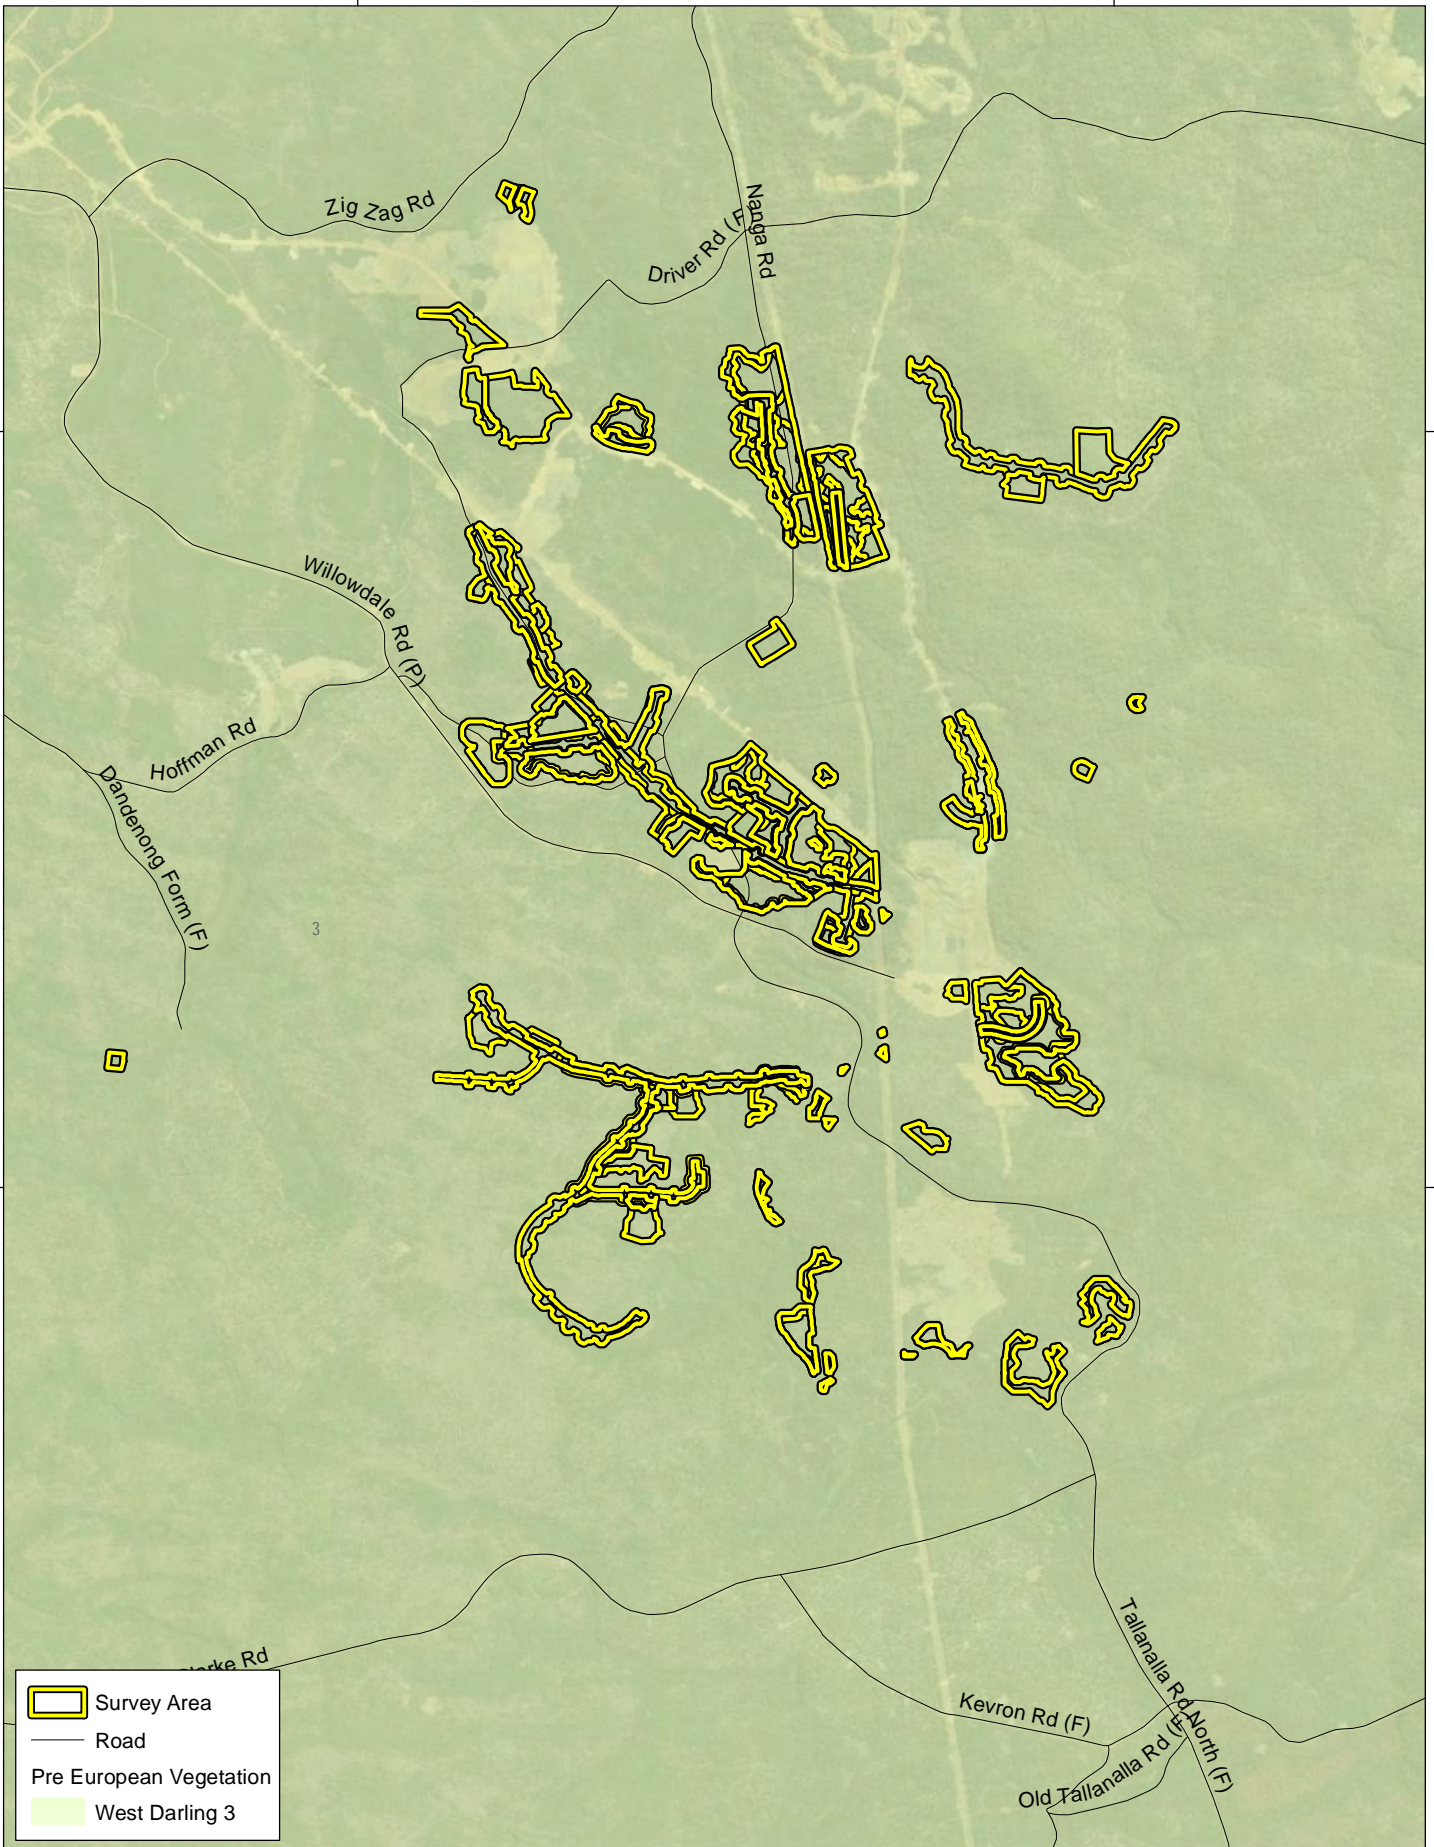 Zig Zag Rd
Nanga Rd
Driver Rd (F
Willowdale Rd (P)
Hoffman Rd
Dandenong Form (F)
3
Tallanalla Rd North (F)
Kevron Rd (F)
Old Tallanalla Rd (F
Rd
Survey Area
Road
Pre European Vegetation
West Darling 3